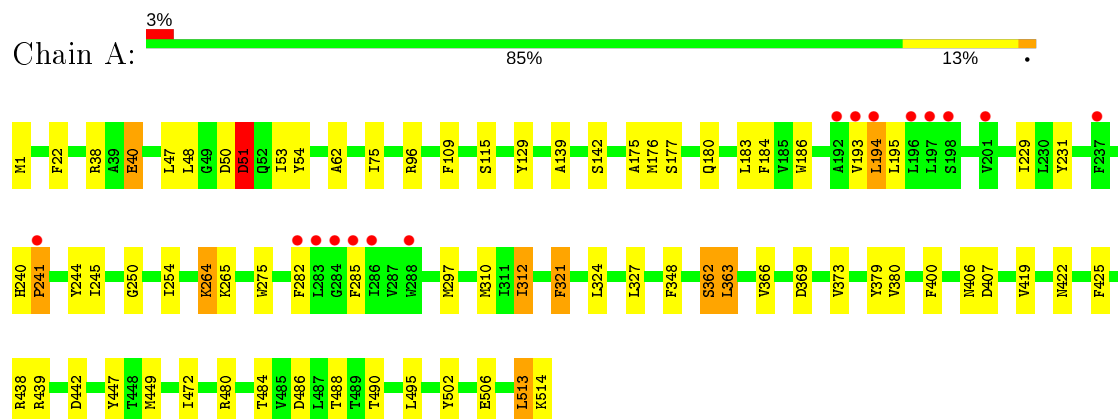 3%
Chain A:
85% 13% •
M1 F22 R38 A39 E40 L47 L48 G49 D50 D51 Q52 I53 Y54 A62 I75 R96 F109 S115 Y129 A139 S142 A175 M176 S177 Q180 L183 F184 V185 W186 A192 V193 L194 L195 L196 L197 S198 V201 I229 L230 Y231 F237
H240 P241 Y244 I245 G250 I254 K264 K265 W275 F282 L283 G284 F285 I286 V287 W288 M297 M310 I311 I312 F321 L324 L327 F348 S362 L363 V366 D369 V373 Y379 V380 F400 N406 D407 V419 N422 F425
R438 R439 D442 Y447 T448 M449 I472 R480 T484 V485 D486 L487 T488 T489 T490 L495 Y502 E506 L513 K514